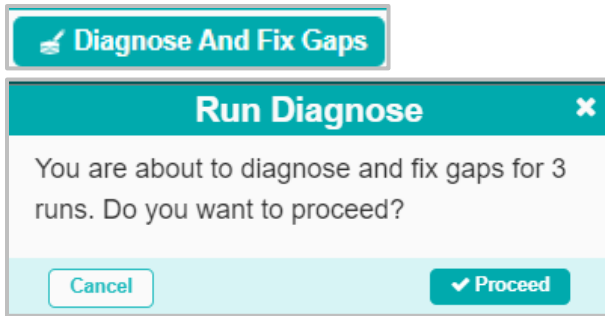 Diagnose And Fix Gaps
Run Diagnose
You are about to diagnose and fix gaps for 3
runs. Do you want to proceed?
Cancel
Proceed